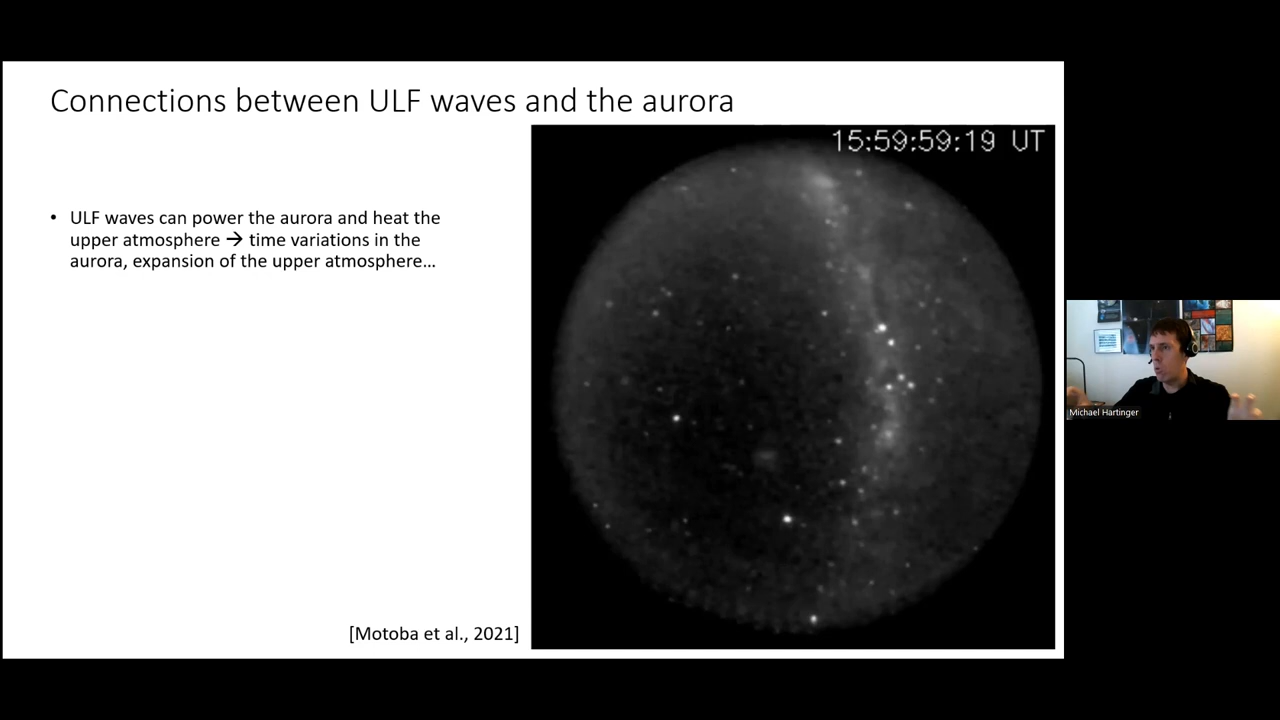 Connections between ULF waves and the aurora
15:59:59:19 UT
• ULF waves can power the aurora and heat the
upper atmosphere → time variations in the
aurora, expansion of the upper atmosphere…
Michael Hartinger
[Motoba et al., 2021]